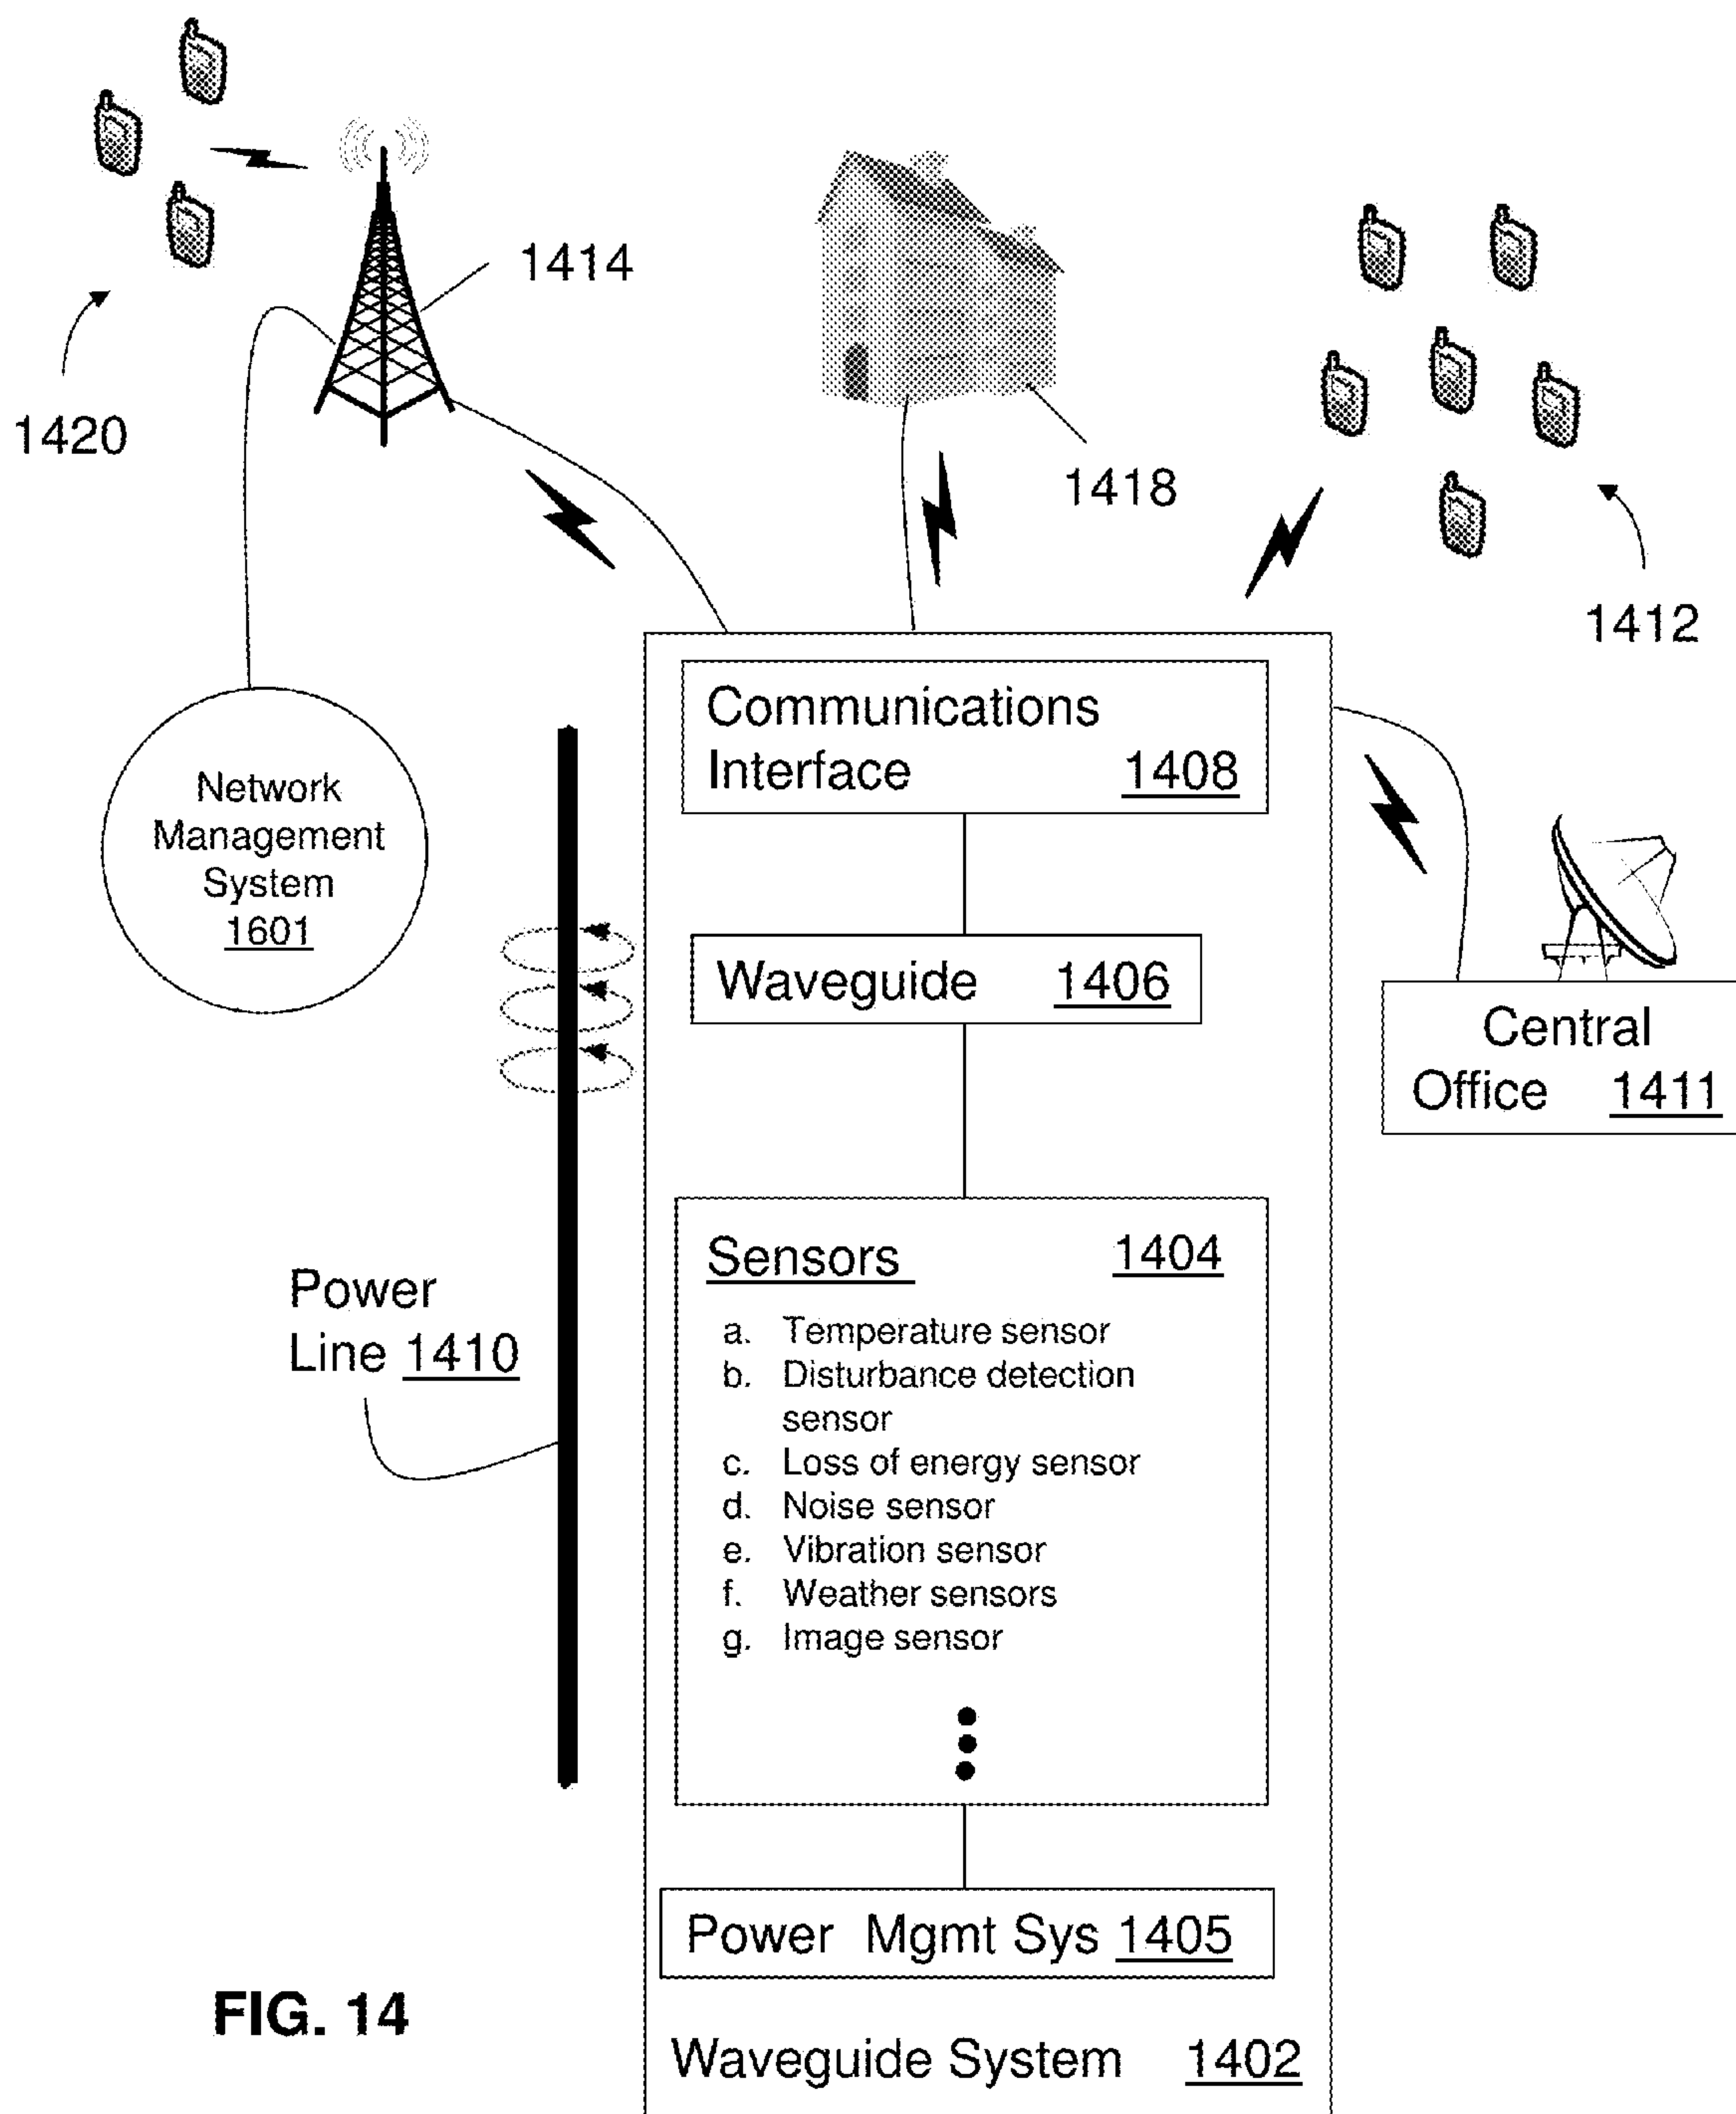 1414
1420
1418
1412
Communications
Interface 1408
Network
Management
System
1601
Waveguide 1406
Central
Office 1411
Sensors 1404
Power
Line 1410
a. Temperature sensor
b. Disturbance detection
sensor
c. Loss of energy sensor
d. Noise sensor
e. Vibration sensor
f. Weather sensors
g. Image sensor
Power Mgmt Sys 1405
FIG. 14
Waveguide System 1402